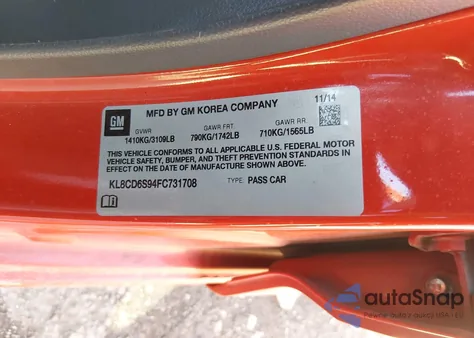 GM
MFD BY GM KOREA COMPANY
11/14
GVWR GAWR FRT GAWR RR
1410KG/3109LB 790KG/1742LB 710KG/1565LB
THIS VEHICLE CONFORMS TO ALL APPLICABLE U.S. FEDERAL MOTOR
VEHICLE SAFETY, BUMPER, AND THEFT PREVENTION STANDARDS IN
EFFECT ON THE DATE OF MANUFACTURE SHOWN ABOVE.
KL8CD6S94FC731708 TYPE: PASS CAR
autoSnap